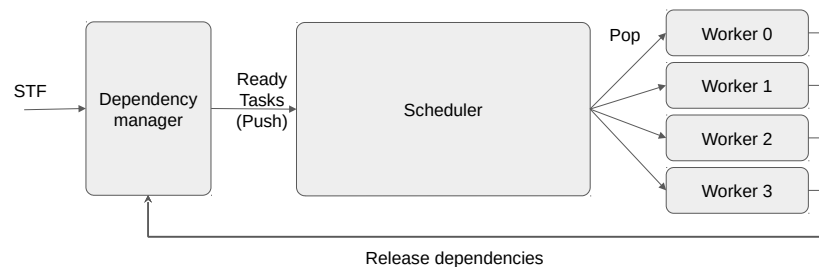 STF
Dependency
manager
Ready
Tasks
(Push)
Scheduler
Pop
Worker 0
Worker 1
Worker 2
Worker 3
Release dependencies